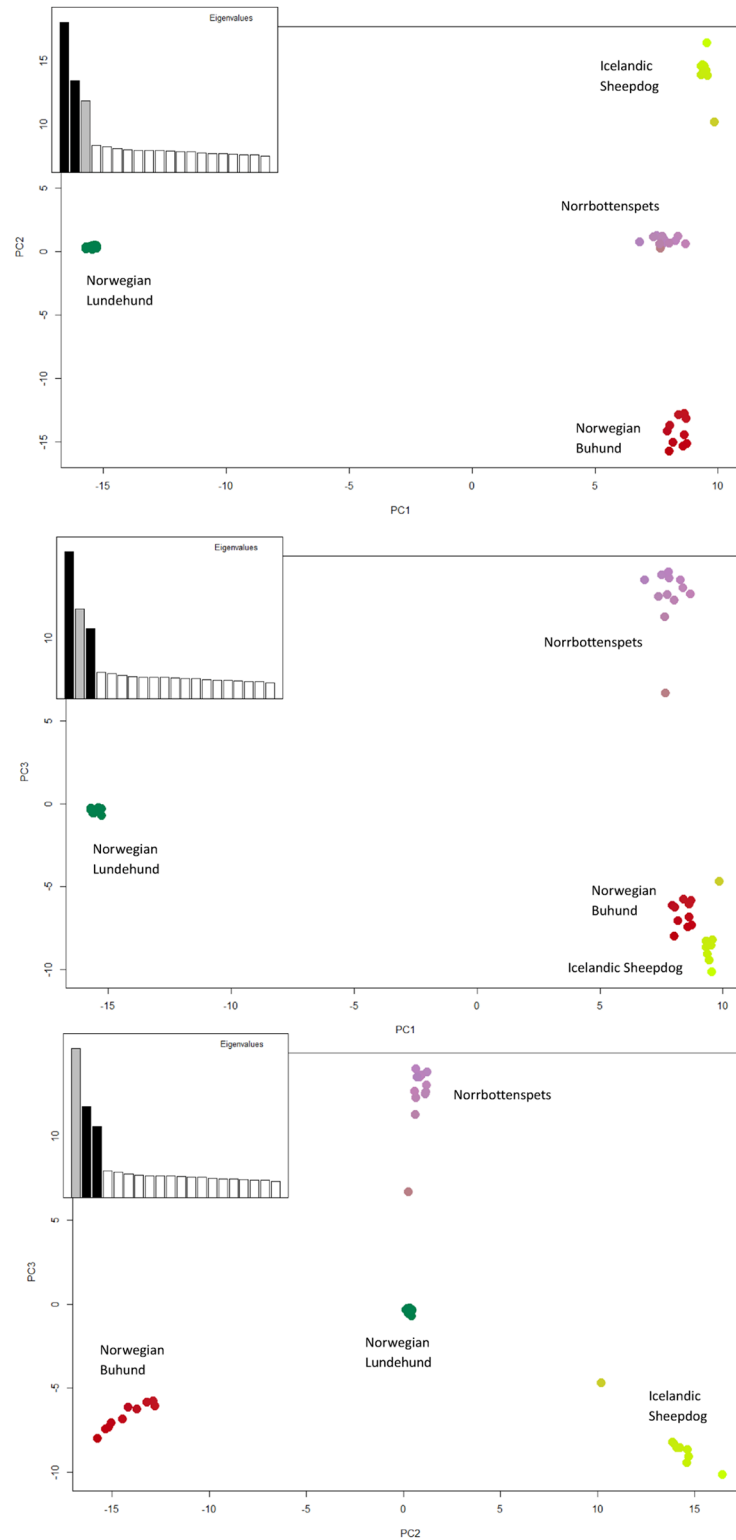 Eigenvalues
Icelandic
Sheepdog
Norrbottenspets
Norwegian
Lundehund
Norwegian
Buhund
PC2
15
10
5
0
-5
-10
-15
-15
-10
-5
0
5
10
PC1
Eigenvalues
Norrbottenspets
Norwegian
Lundehund
Norwegian
Buhund
Icelandic Sheepdog
PC3
10
5
0
-5
-10
-15
-10
-5
0
5
10
PC1
Eigenvalues
Norrbottenspets
Norwegian
Lundehund
Norwegian
Buhund
Icelandic
Sheepdog
PC3
10
5
0
-5
-10
-15
-10
-5
0
5
10
15
PC2